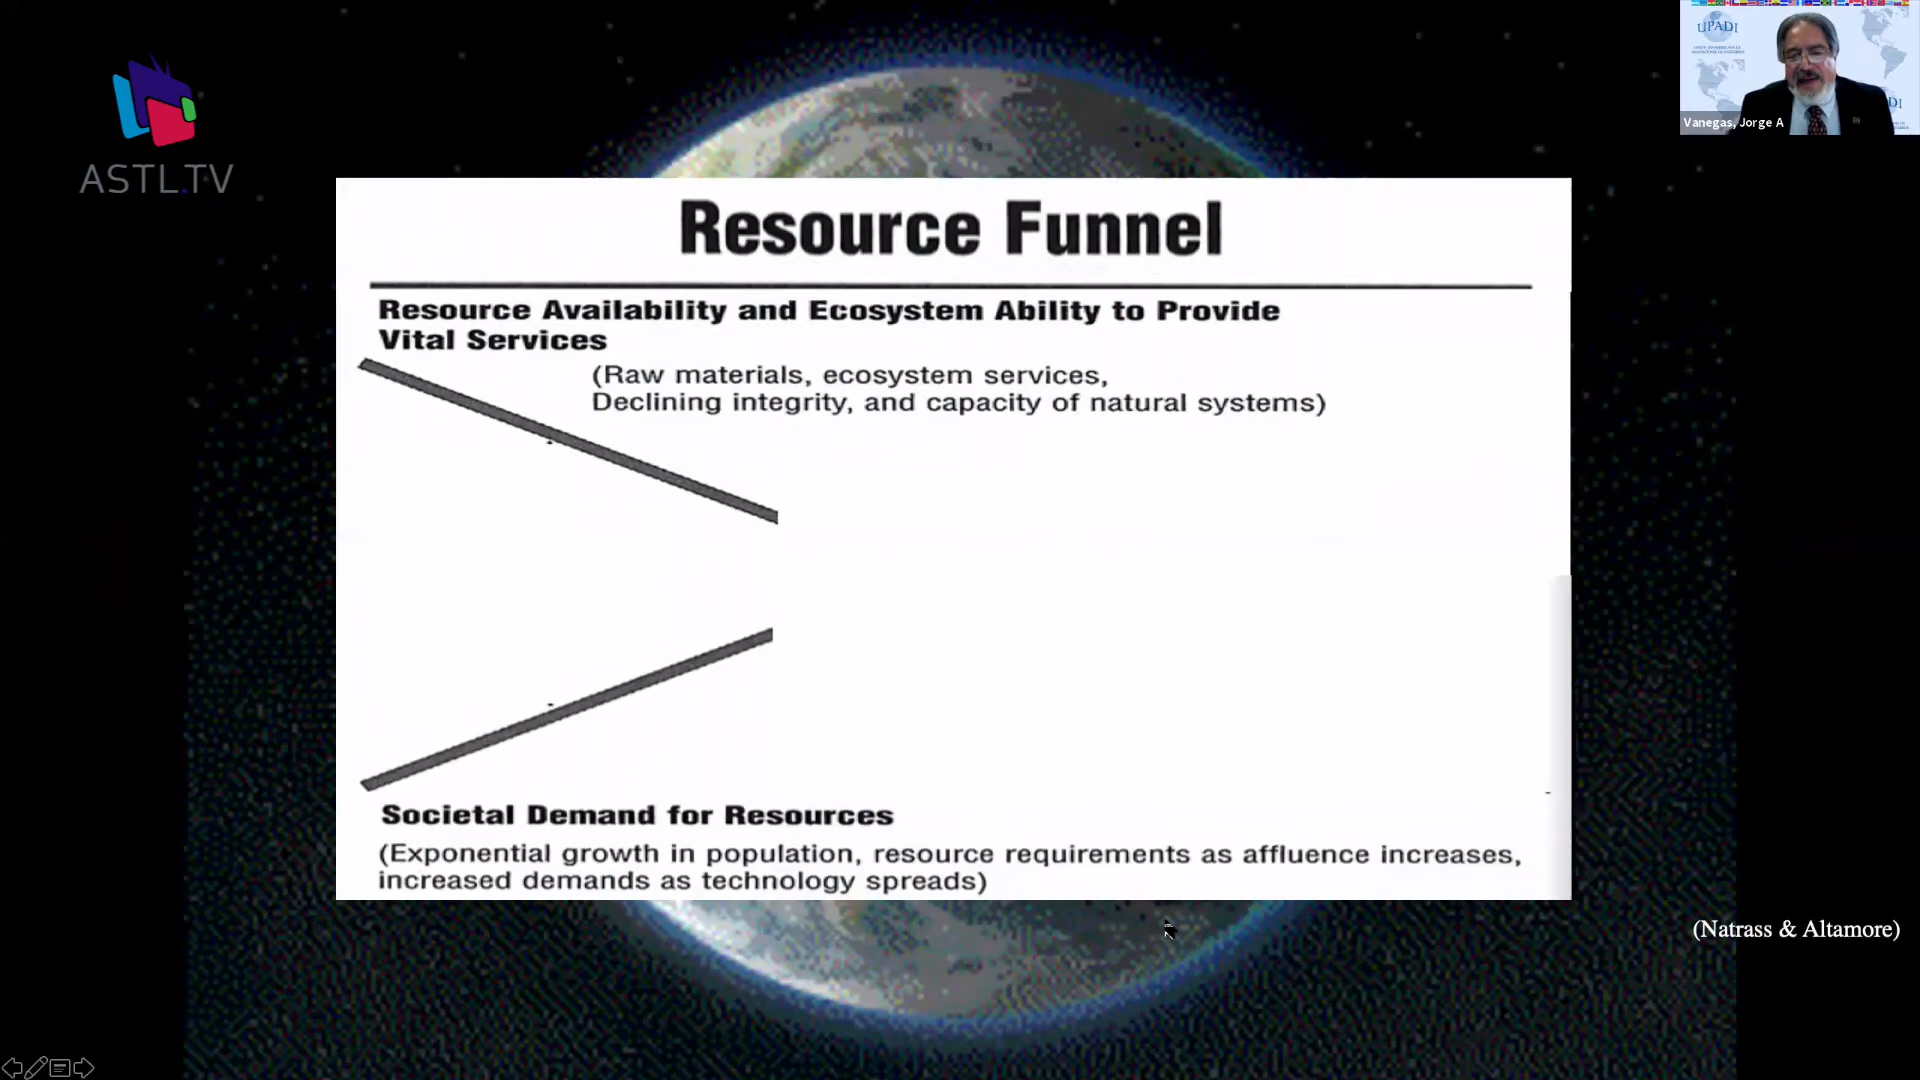 ASTL.TV
UPADI
Vanegas, Jorge A
Resource Funnel
Resource Availability and Ecosystem Ability to Provide
Vital Services
(Raw materials, ecosystem services,
Declining integrity, and capacity of natural systems)
Societal Demand for Resources
(Exponential growth in population, resource requirements as affluence increases,
increased demands as technology spreads)
(Natrass & Altamore)